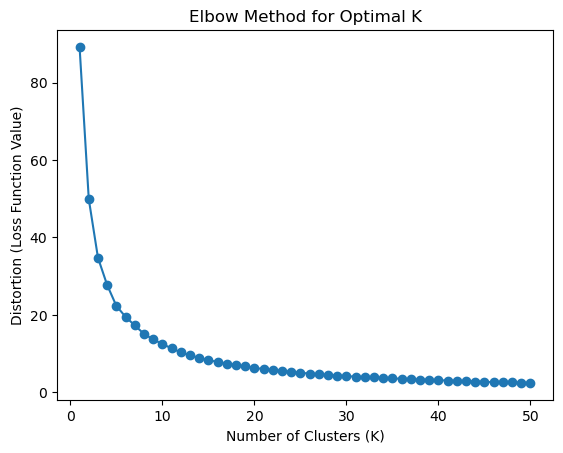 Elbow Method for Optimal K
Distortion (Loss Function Value)
80
60
40
20
0
0 10 20 30 40 50
Number of Clusters (K)